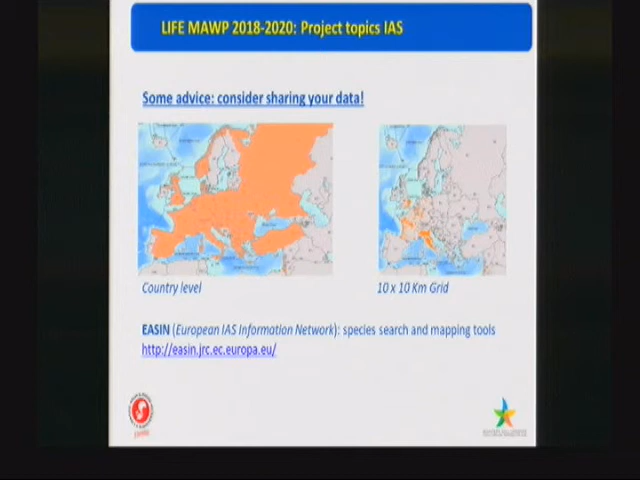 LIFE MAWP 2018-2020: Project topics IAS
Some advice: consider sharing your data!
Country level
10 x 10 Km Grid
EASIN (European IAS Information Network): species search and mapping tools
http://easin.jrc.ec.europa.eu/